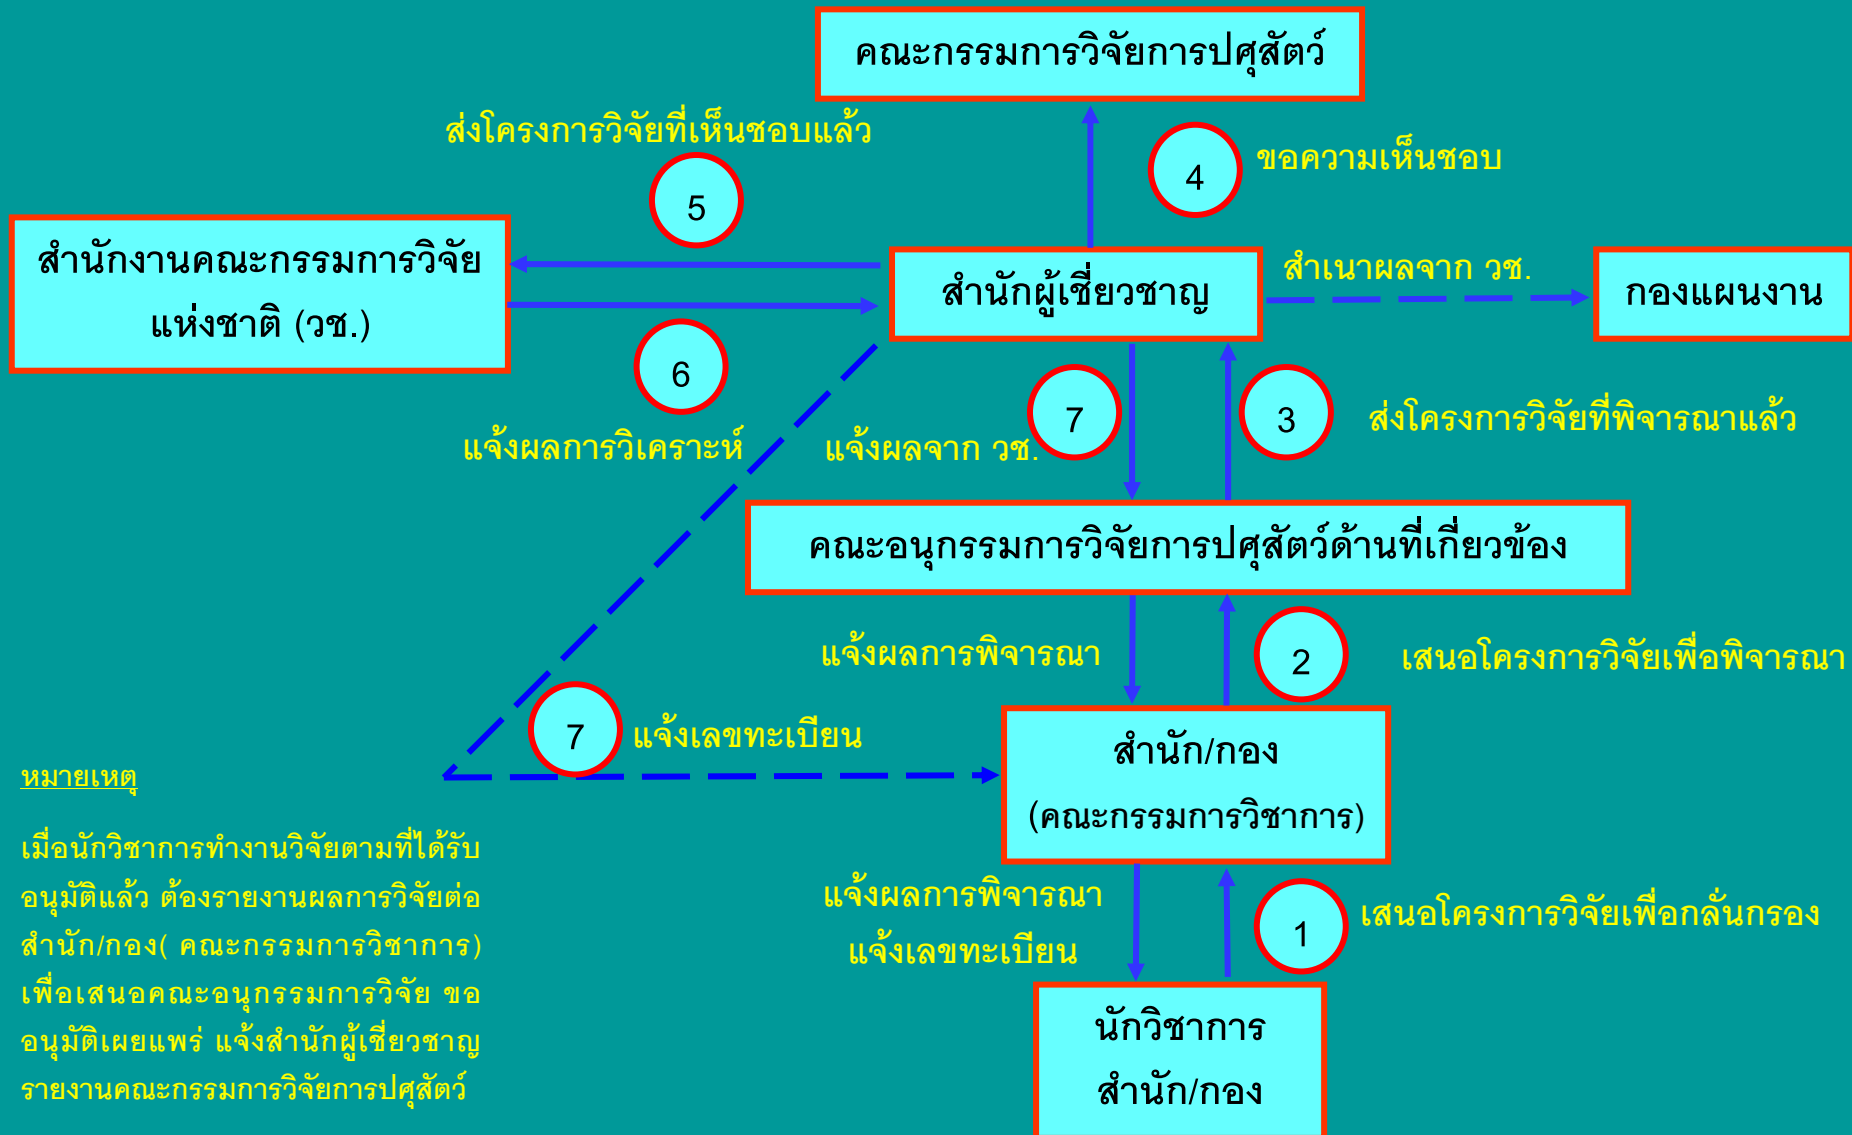 คณะกรรมการวิจัยการปศุสัตว์
ส่งโครงการวิจัยที่เห็นชอบแล้ว
5
4
ขอความเห็นชอบ
สำนักงานคณะกรรมการวิจัย
แห่งชาติ (วช.)
สำนักผู้เชี่ยวชาญ
สำเนาผลจาก วช.
กองแผนงาน
6
แจ้งผลการวิเคราะห์
แจ้งผลจาก วช.
7
3
ส่งโครงการวิจัยที่พิจารณาแล้ว
คณะอนุกรรมการวิจัยการปศุสัตว์ด้านที่เกี่ยวข้อง
แจ้งผลการพิจารณา
2
เสนอโครงการวิจัยเพื่อพิจารณา
7
แจ้งเลขทะเบียน
สำนัก/กอง
(คณะกรรมการวิชาการ)
แจ้งผลการพิจารณา
แจ้งเลขทะเบียน
1
เสนอโครงการวิจัยเพื่อกลั่นกรอง
นักวิชาการ
สำนัก/กอง
หมายเหตุ
เมื่อนักวิชาการทำงานวิจัยตามที่ได้รับ
อนุมัติแล้ว ต้องรายงานผลการวิจัยต่อ
สำนัก/กอง( คณะกรรมการวิชาการ)
เพื่อเสนอคณะอนุกรรมการวิจัย ขอ
อนุมัติเผยแพร่ แจ้งสำนักผู้เชี่ยวชาญ
รายงานคณะกรรมการวิจัยการปศุสัตว์